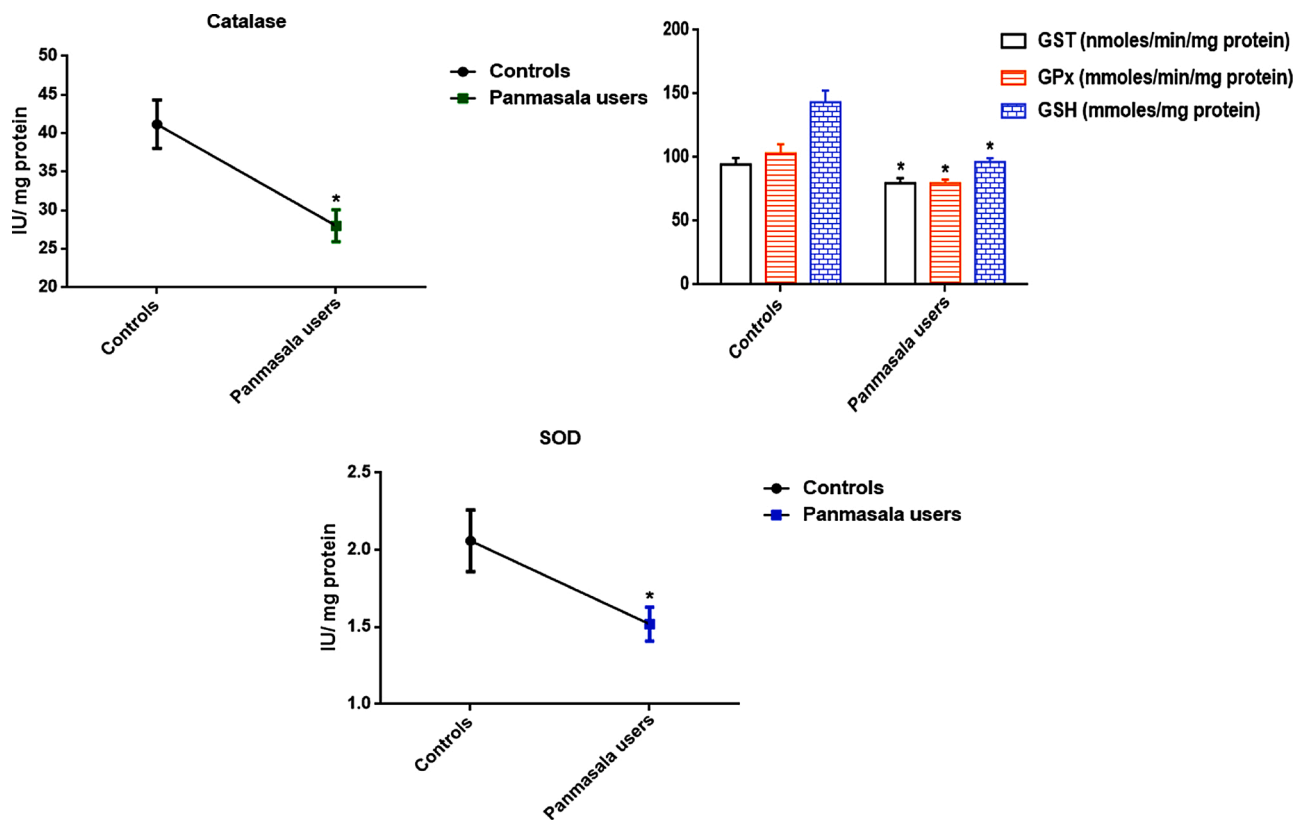 Catalase
50
45
40
35
30
25
20
IU/ mg protein
*
Controls
Panmasala users
Controls
Panmasala users
200
150
100
50
0
* * *
Controls
Panmasala users
GST (nmoles/min/mg protein)
GPx (mmoles/min/mg protein)
GSH (mmoles/mg protein)
SOD
2.5
2.0
1.5
1.0
IU/ mg protein
*
Controls
Panmasala users
Controls
Panmasala users